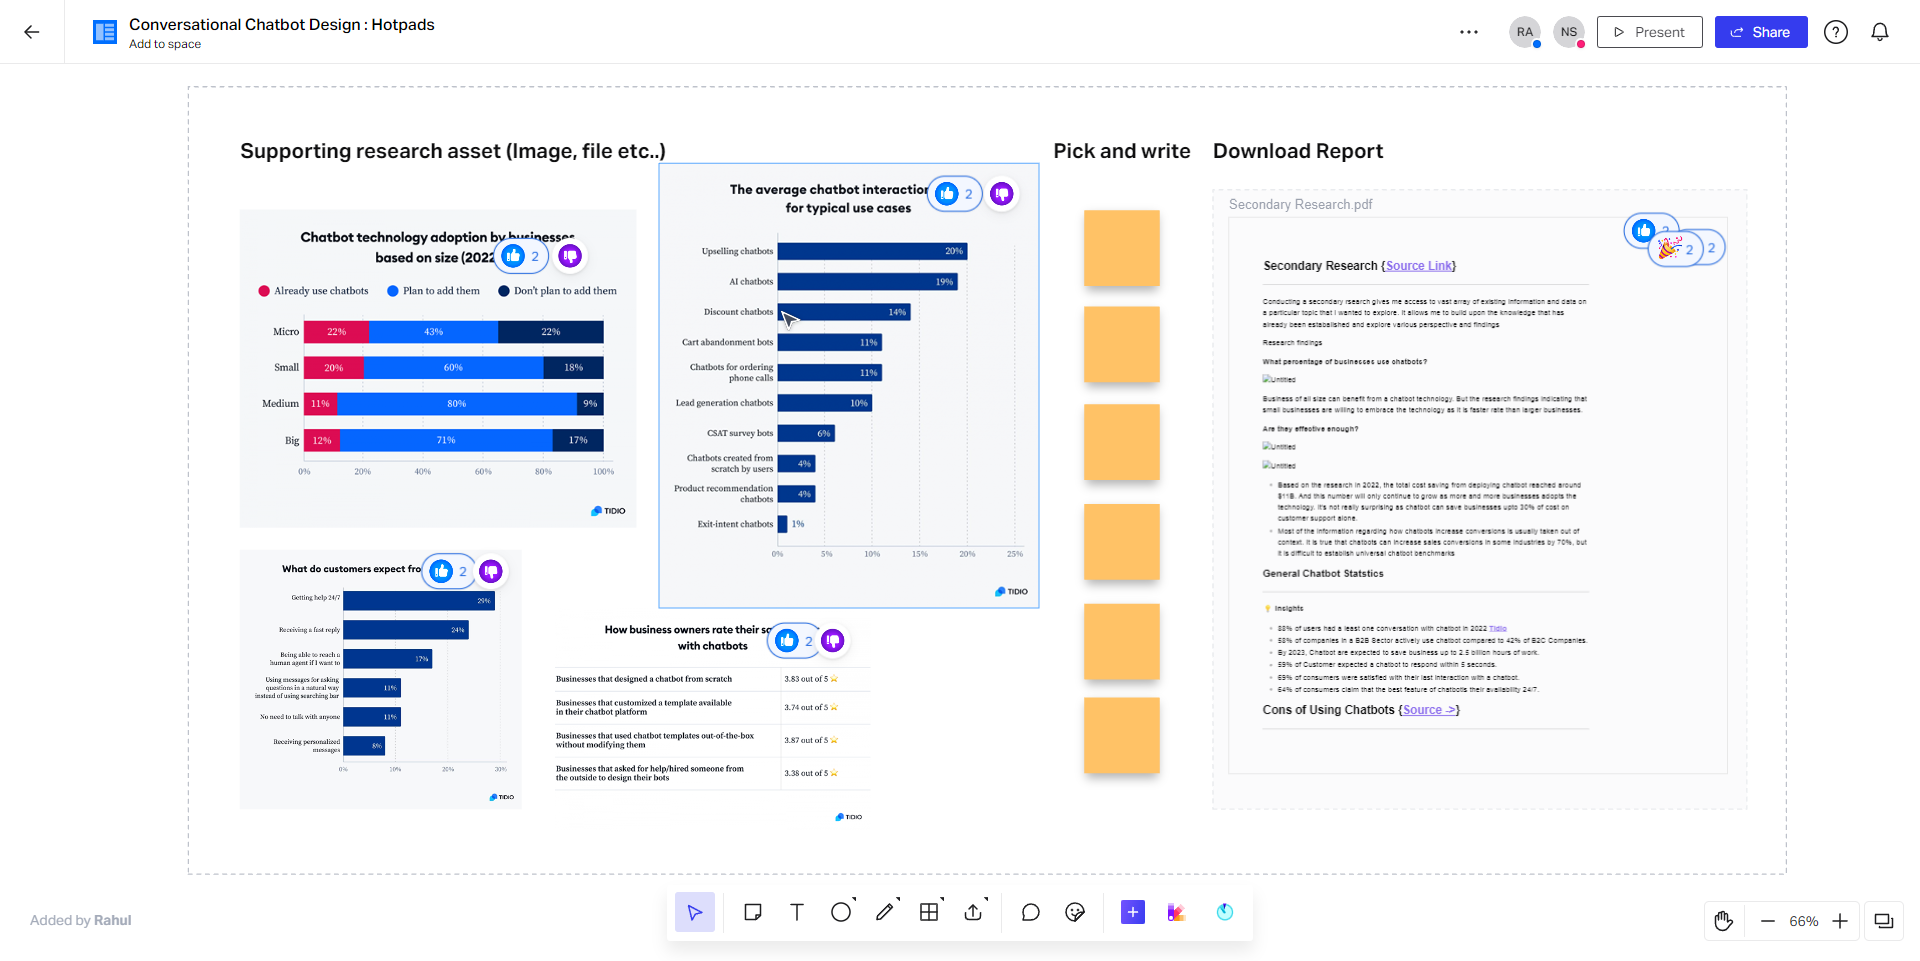 Conversational Chatbot Design : Hotpads
Add to space
RA
NS
Present
Share
Supporting research asset (Image, file etc..)
Pick and write
Download Report
Chatbot technology adoption by businesses
based on size (2022
2
Already use chatbots
Plan to add them
Don't plan to add them
Micro 22% 43% 22%
Small 20% 60% 18%
Medium 11% 80% 9%
Big 12% 71% 17%
0% 20% 40% 60% 80% 100%
TIDIO
The average chatbot interaction
for typical use cases
2
Upselling chatbots 20%
AI chatbots 19%
Discount chatbots 14%
Cart abandonment bots 11%
Chatbots for ordering
phone calls 11%
Lead generation chatbots 10%
CSAT survey bots 6%
Chatbots created from
scratch by users 4%
Product recommendation
chatbots 4%
Exit-intent chatbots 1%
0% 5% 10% 15% 20% 25%
TIDIO
What do customers expect fro
2
Getting help 24/7 29%
Receiving a fast reply 24%
Being able to reach a
human agent if I want to 17%
Using messages for asking
questions in a natural way
instead of using searching bar 11%
No need to talk with anyone 11%
Receiving personalized
messages 8%
0% 10% 20% 30%
TIDIO
How business owners rate their
with chatbots
2
Businesses that designed a chatbot from scratch 3.83 out of 5
Businesses that customized a template available
in their chatbot platform 3.74 out of 5
Businesses that used chatbot templates out-of-the-box
without modifying them 3.87 out of 5
Businesses that asked for help/hired someone from
the outside to design their bots 3.38 out of 5
TIDIO
Secondary Research.pdf
2
2
Secondary Research {Source Link}
Conducting a secondary rsearch gives me access to vast array of existing information and data on
a particular topic that I wanted to explore. It allows me to build upon the knowledge that has
already been estabalished and explore various perspective and findings
Research findings
What percentage of businesses use chatbots?
Untitled
Business of all size can benefit from a chatbot technology. But the research findings indicating that
small businesses are willing to embrace the technology as it is faster rate than larger businesses.
Are they effective enough?
Untitled
Untitled
Based on the research in 2022, the total cost saving from deploying chatbot reached around
$11B. And this number will only continue to grow as more and more businesses adopts the
technology. It's not really surprising as chatbot can save businesses upto 30% of cost on
customer support alone.
Most of the information regarding how chatbots increase conversions is usually taken out of
context. It is true that chatbots can increase sales conversions in some industries by 70%, but
it is difficult to establish universal chatbot benchmarks
General Chatbot Statstics
Insights
88% of users had a least one conversation with chatbot in 2022 Tidio
58% of companies in a B2B Sector actively use chatbot compared to 42% of B2C Companies.
By 2023, Chatbot are expected to save business up to 2.5 billion hours of work.
59% of Customer expected a chatbot to respond within 5 seconds.
69% of consumers were satisfied with their last interaction with a chatbot.
64% of consumers claim that the best feature of chatbotis their availability 24/7.
Cons of Using Chatbots {Source ->}
Added by Rahul
66%